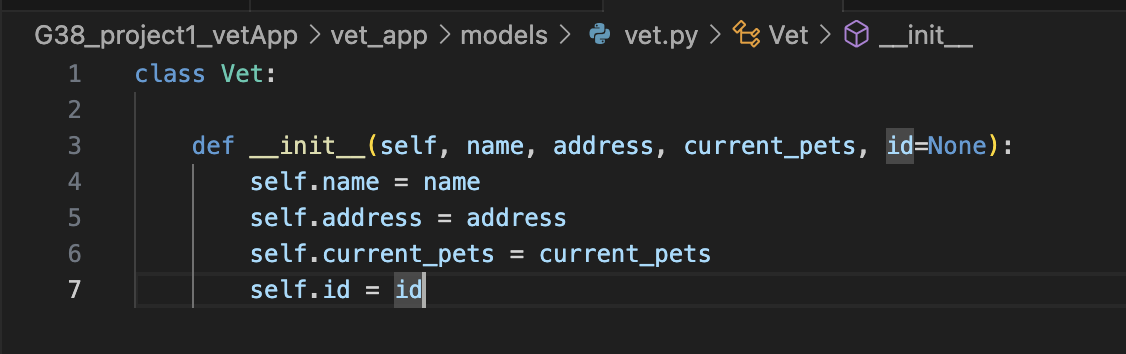 G38_project1_vetApp > vet_app > models > vet.py > Vet > __init__
1 class Vet:
2
3     def __init__(self, name, address, current_pets, id=None):
4         self.name = name
5         self.address = address
6         self.current_pets = current_pets
7         self.id = id